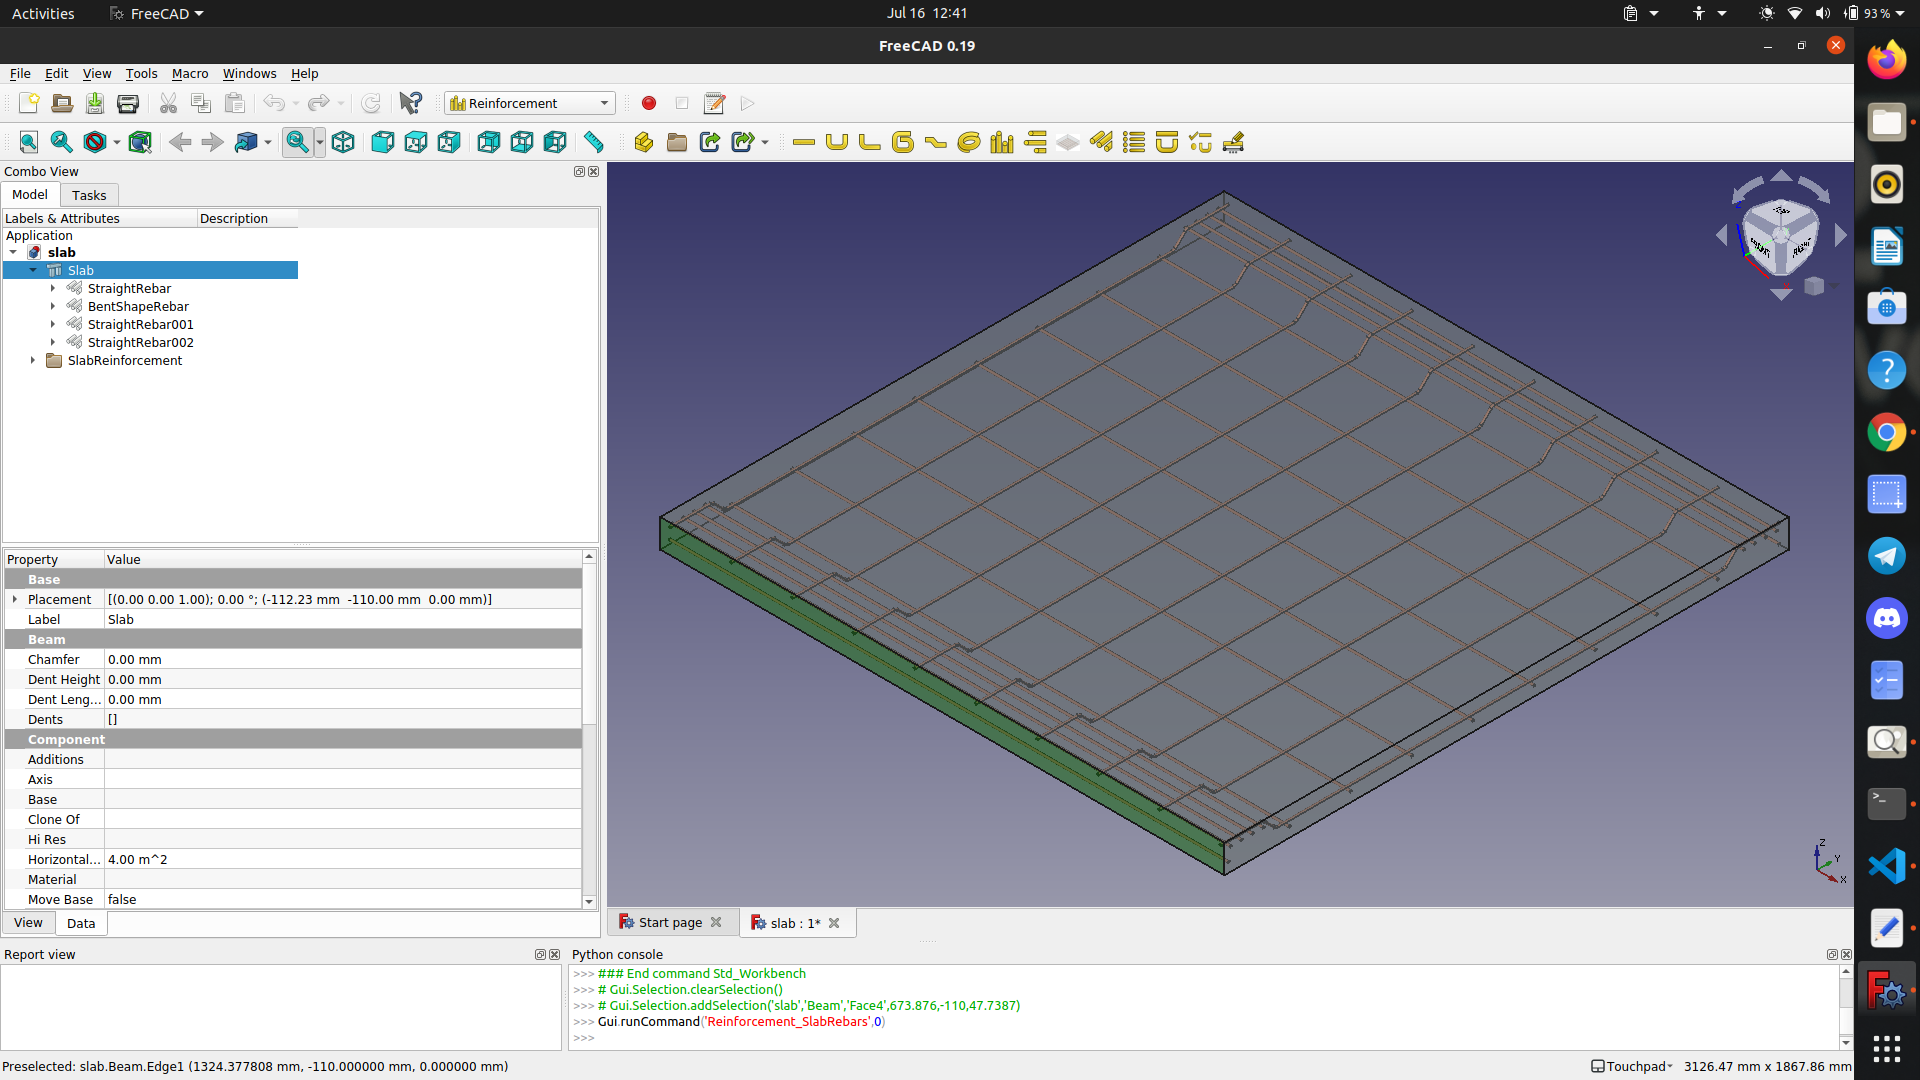 Activities FreeCAD Jul 16 12:41 93 %
FreeCAD 0.19
File Edit View Tools Macro Windows Help
Reinforcement
Combo View
Model Tasks
Labels & Attributes Description
Application
slab
Slab
StraightRebar
BentShapeRebar
StraightRebar001
StraightRebar002
SlabReinforcement
Property Value
Base
Placement [(0.00 0.00 1.00); 0.00 °; (-112.23 mm -110.00 mm 0.00 mm)]
Label Slab
Beam
Chamfer 0.00 mm
Dent Height 0.00 mm
Dent Leng... 0.00 mm
Dents []
Component
Additions
Axis
Base
Clone Of
Hi Res
Horizontal... 4.00 m^2
Material
Move Base false
View Data
RIGHT
Z
Y
X
Start page slab : 1*
Report view
Python console
>>> ### End command Std_Workbench
>>> # Gui.Selection.clearSelection()
>>> # Gui.Selection.addSelection('slab','Beam','Face4',673.876,-110,47.7387)
>>> Gui.runCommand('Reinforcement_SlabRebars',0)
>>>
Preselected: slab.Beam.Edge1 (1324.377808 mm, -110.000000 mm, 0.000000 mm) Touchpad 3126.47 mm x 1867.86 mm